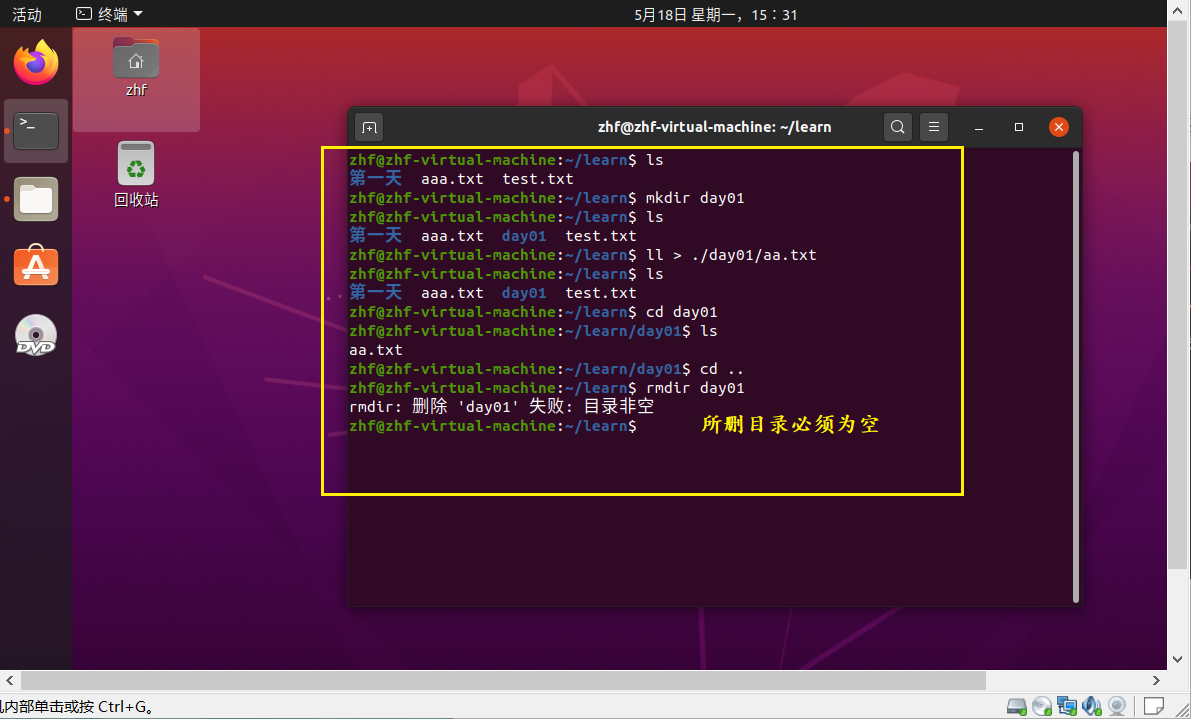 活动
终端
5月18日 星期一，15：31
zhf
回收站
zhf@zhf-virtual-machine: ~/learn
zhf@zhf-virtual-machine:~/learn$ ls
第一天  aaa.txt  test.txt
zhf@zhf-virtual-machine:~/learn$ mkdir day01
zhf@zhf-virtual-machine:~/learn$ ls
第一天  aaa.txt  day01  test.txt
zhf@zhf-virtual-machine:~/learn$ ll > ./day01/aa.txt
zhf@zhf-virtual-machine:~/learn$ ls
第一天  aaa.txt  day01  test.txt
zhf@zhf-virtual-machine:~/learn$ cd day01
zhf@zhf-virtual-machine:~/learn/day01$ ls
aa.txt
zhf@zhf-virtual-machine:~/learn/day01$ cd ..
zhf@zhf-virtual-machine:~/learn$ rmdir day01
rmdir: 删除 'day01' 失败: 目录非空
zhf@zhf-virtual-machine:~/learn$
所删目录必须为空
DVD
内部单击或按 Ctrl+G。